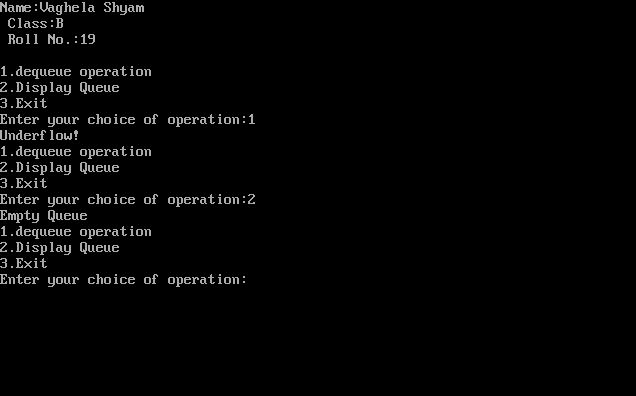 Name:Vaghela Shyam
Class:B
Roll No.:19
1.dequeue operation
2.Display Queue
3.Exit
Enter your choice of operation:1
Underflow!
1.dequeue operation
2.Display Queue
3.Exit
Enter your choice of operation:2
Empty Queue
1.dequeue operation
2.Display Queue
3.Exit
Enter your choice of operation: